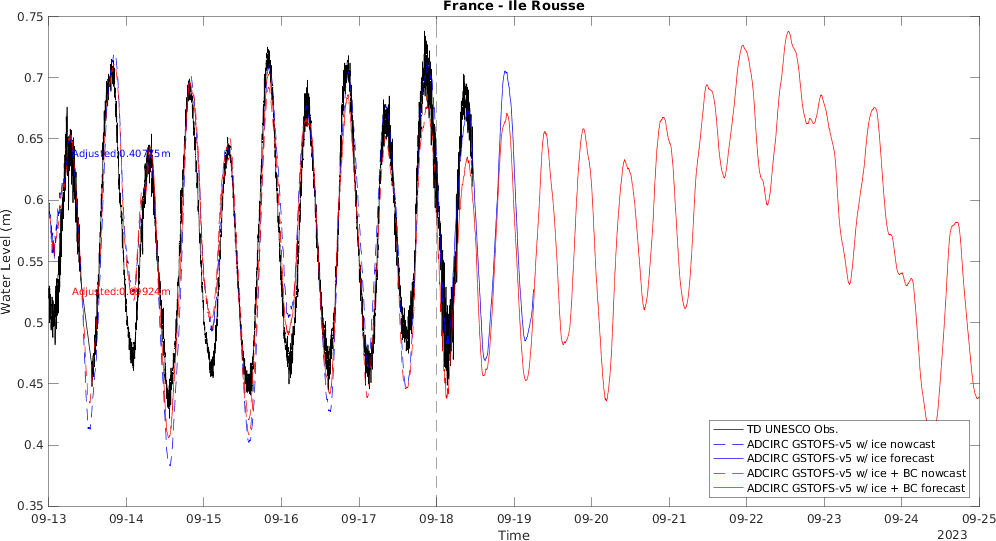 France - Ile Rousse
Water Level (m)
0.75
0.7
0.65
0.6
0.55
0.5
0.45
0.4
0.35
Adjusted:0.40775m
TD UNESCO Obs.
ADCIRC GSTOFS-v5 w/ ice nowcast
ADCIRC GSTOFS-v5 w/ ice forecast
ADCIRC GSTOFS-v5 w/ ice + BC nowcast
ADCIRC GSTOFS-v5 w/ ice + BC forecast
09-13 09-14 09-15 09-16 09-17 09-18 09-19 09-20 09-21 09-22 09-23 09-24 09-25
Time
2023